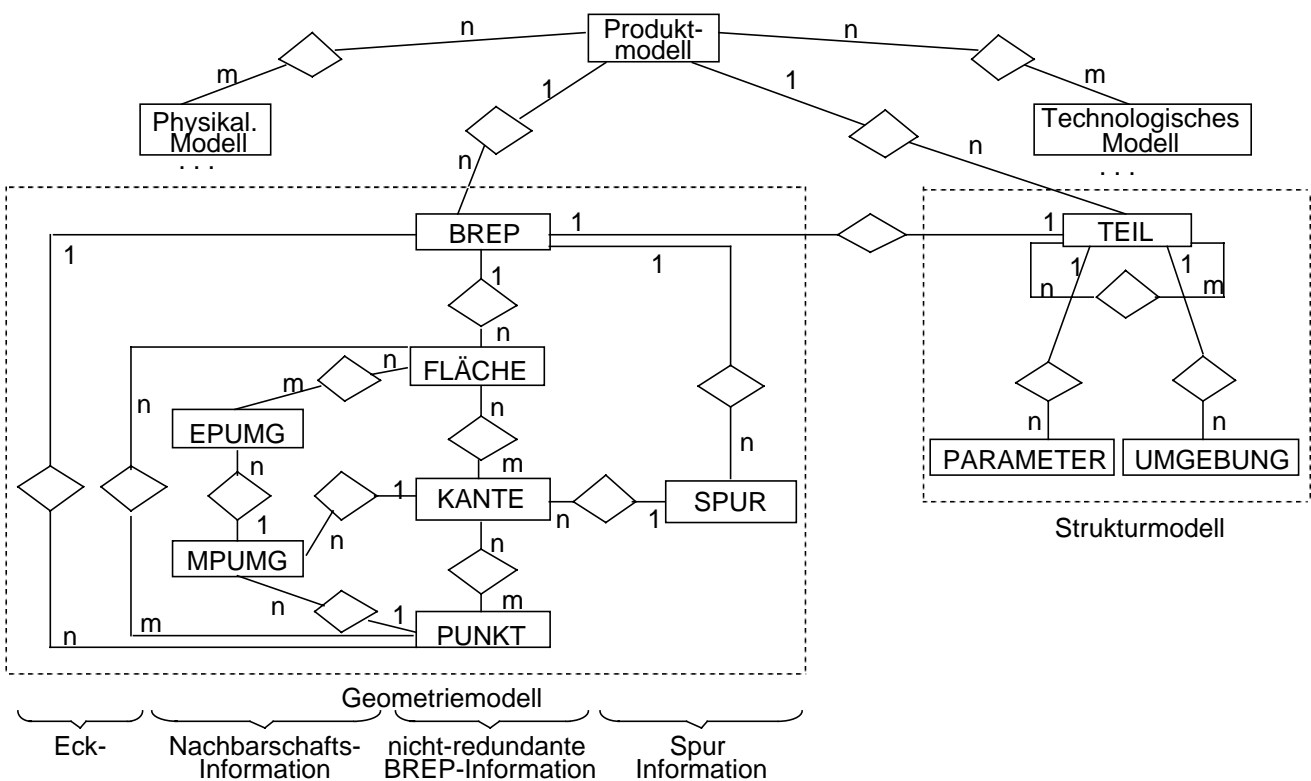 n
Produkt-
modell
n
m
1
1
m
Physikal.
Modell
. . .
Technologisches
Modell
. . .
n
n
1
BREP
1
1
TEIL
1
1
1
1
n
m
1
n
n
FLÄCHE
m
n
n
n
EPUMG
m
n
n
n
n
PARAMETER
UMGEBUNG
1
KANTE
n
1
SPUR
Strukturmodell
1
n
n
MPUMG
n
1
m
n
m
PUNKT
Geometriemodell
Eck-
Nachbarschafts-
Information
nicht-redundante
BREP-Information
Spur
Information